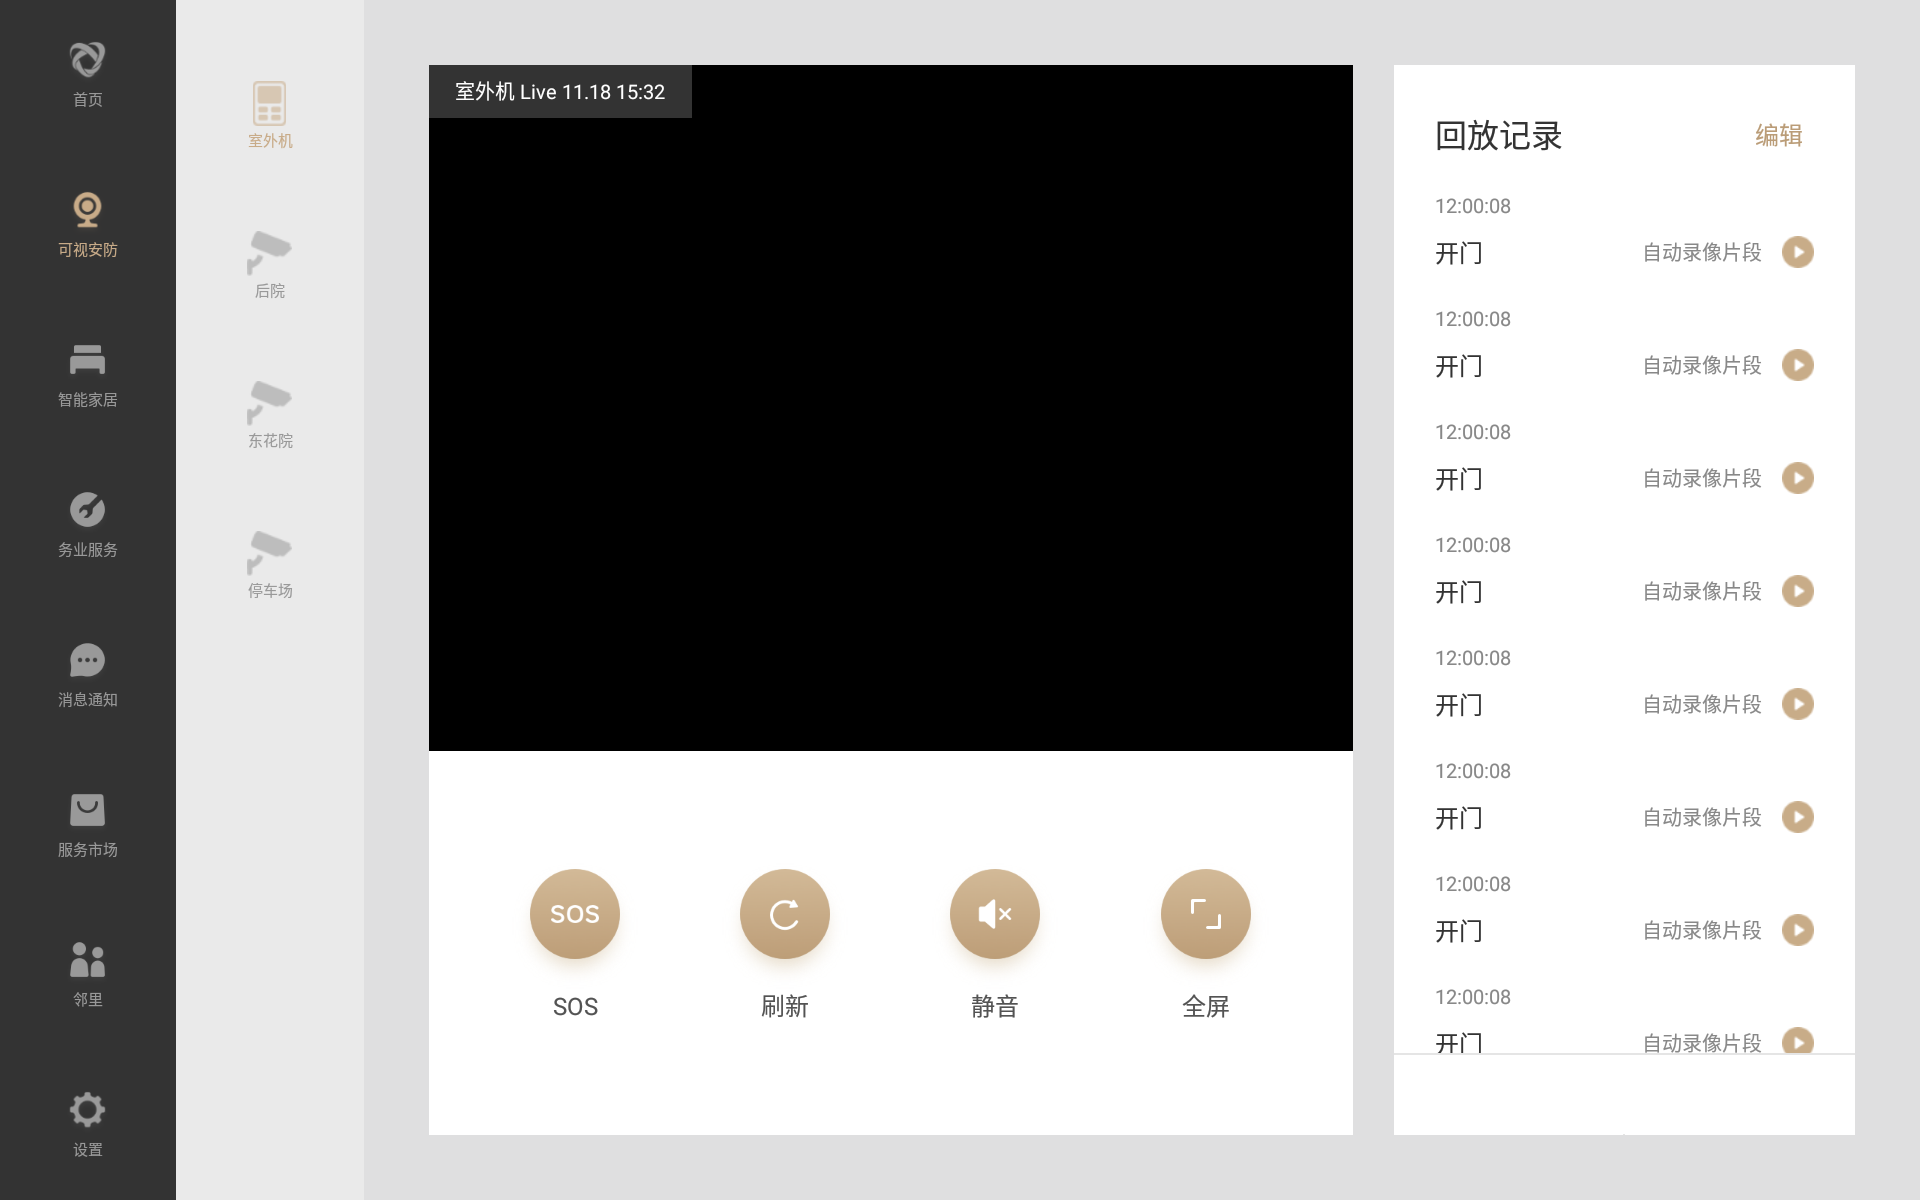 首页
可视安防
智能家居
务业服务
消息通知
服务市场
邻里
设置
室外机
后院
东花院
停车场
室外机 Live 11.18 15:32
SOS
SOS
刷新
静音
全屏
回放记录 编辑
12:00:08
开门 自动录像片段
12:00:08
开门 自动录像片段
12:00:08
开门 自动录像片段
12:00:08
开门 自动录像片段
12:00:08
开门 自动录像片段
12:00:08
开门 自动录像片段
12:00:08
开门 自动录像片段
12:00:08
开门 自动录像片段